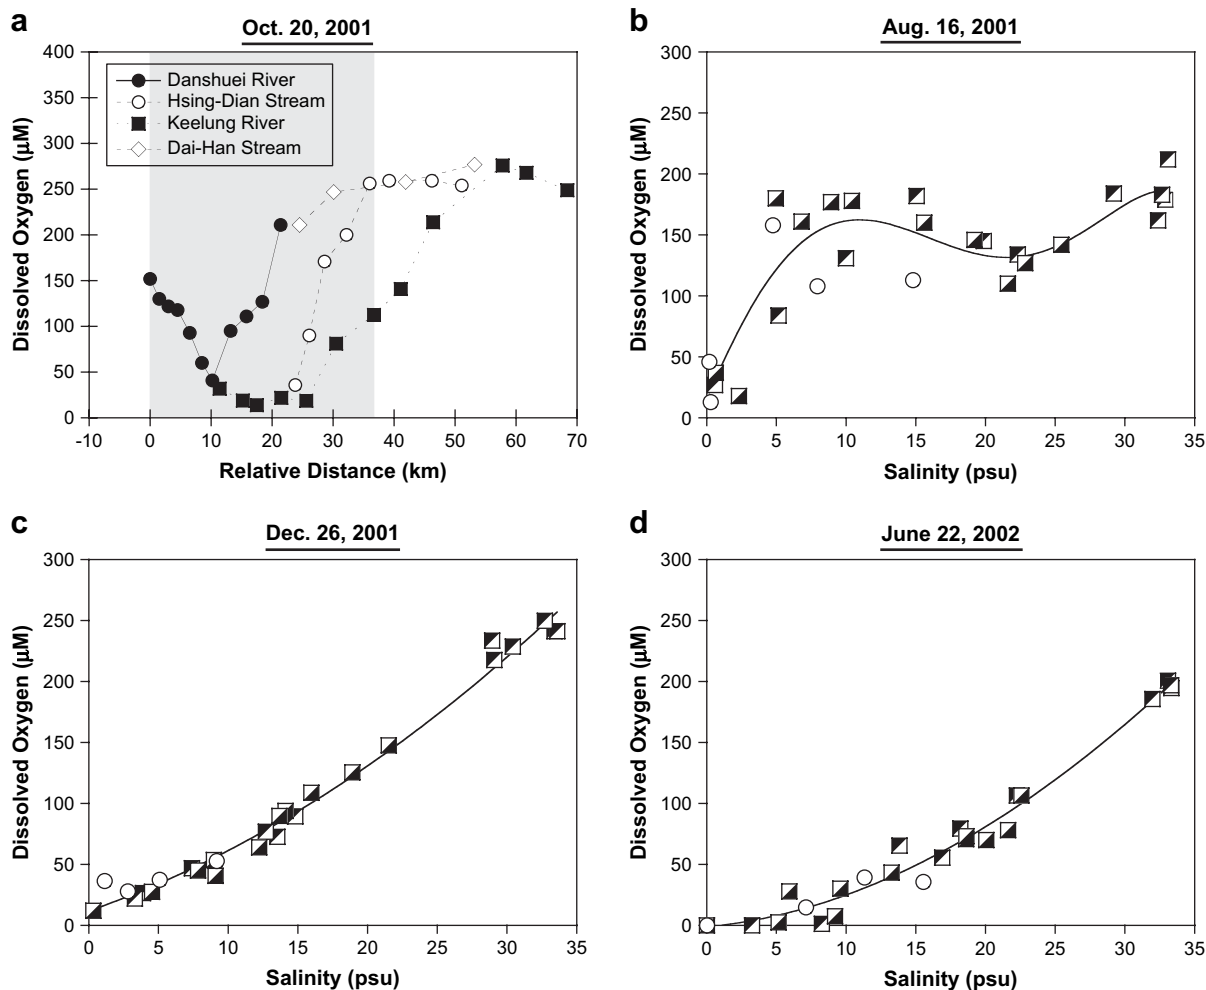 a
Oct. 20, 2001
400
350
300
250
200
150
100
50
0
Dissolved Oxygen (µM)
Danshuei River
Hsing-Dian Stream
Keelung River
Dai-Han Stream
-10 0 10 20 30 40 50 60 70
Relative Distance (km)
b
Aug. 16, 2001
300
250
200
150
100
50
0
Dissolved Oxygen (µM)
0 5 10 15 20 25 30 35
Salinity (psu)
c
Dec. 26, 2001
300
250
200
150
100
50
0
Dissolved Oxygen (µM)
0 5 10 15 20 25 30 35
Salinity (psu)
d
June 22, 2002
300
250
200
150
100
50
0
Dissolved Oxygen (µM)
0 5 10 15 20 25 30 35
Salinity (psu)